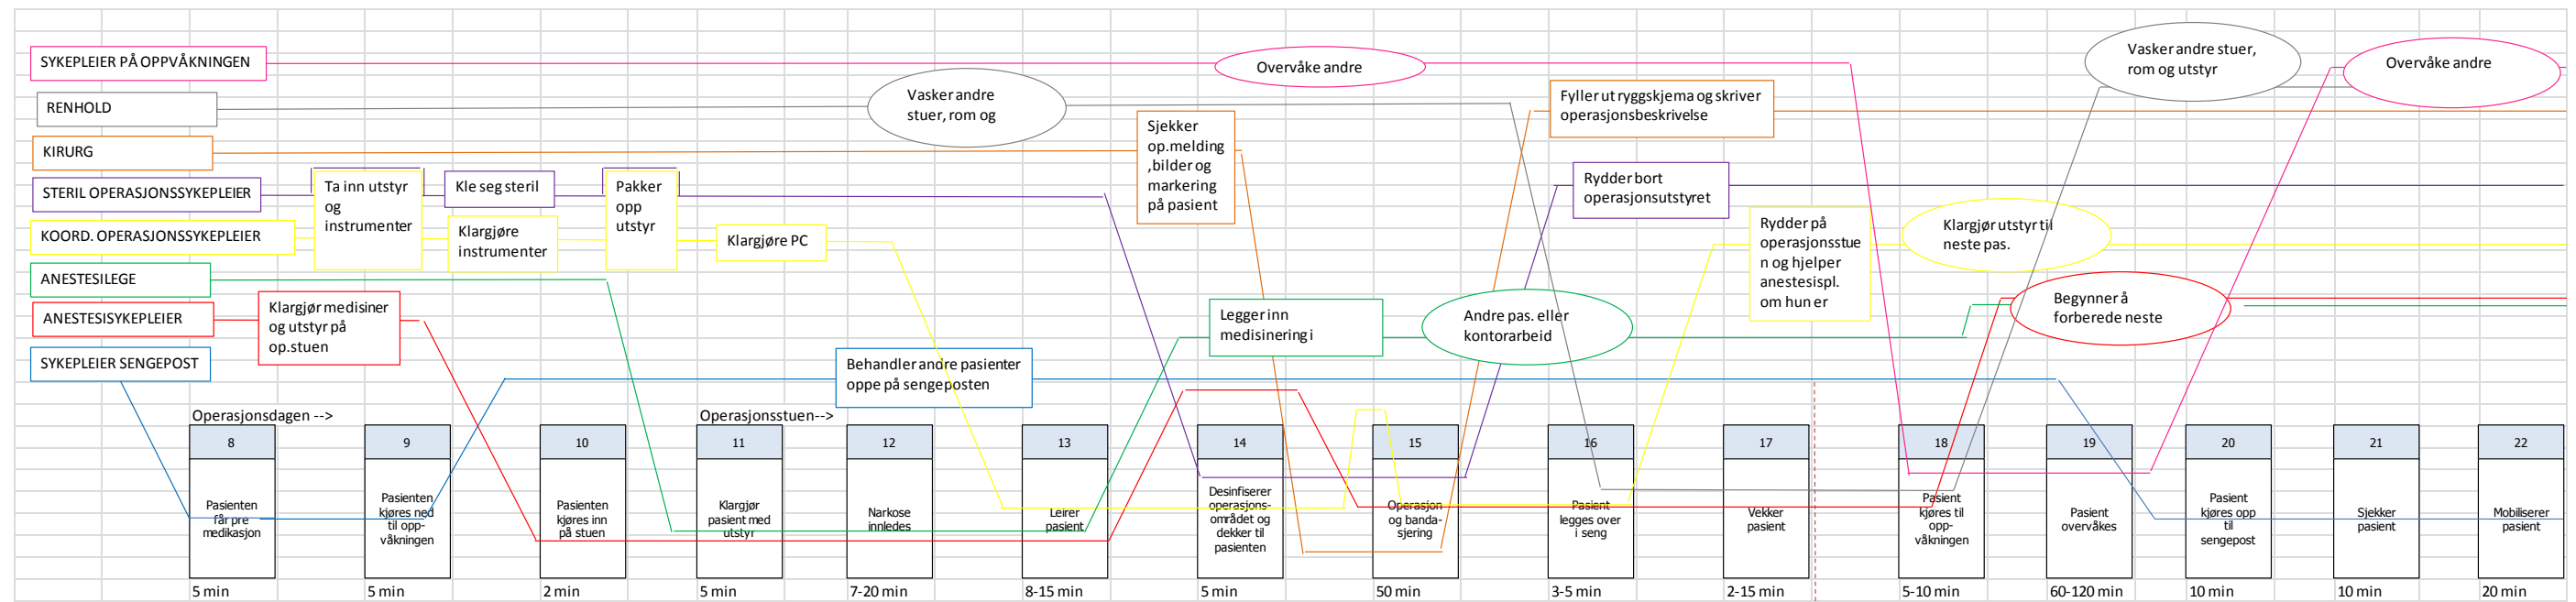 SYKEPLEIER PÅ OPPVÅKNINGEN
Overvåke andre
Vasker andre stuer,
rom og utstyr
Overvåke andre
RENHOLD
Vasker andre
stuer, rom og
Fyller ut ryggskjema og skriver
operasjonsbeskrivelse
KIRURG
Sjekker
op.melding
,bilder og
markering
på pasient
STERIL OPERASJONSSYKEPLEIER
Ta inn utstyr
og
instrumenter
Kle seg steril
Pakker
opp
utstyr
Rydder bort
operasjonsutstyret
KOORD. OPERASJONSSYKEPLEIER
Klargjøre
instrumenter
Klargjøre PC
Rydder på
operasjonsstue
n og hjelper
anestesispl.
om hun er
Klargjør utstyr til
neste pas.
ANESTESILEGE
Legger inn
medisinering i
Andre pas. eller
kontorarbeid
ANESTESISYKEPLEIER
Klargjør medisiner
og utstyr på
op.stuen
Begynner å
forberede neste
SYKEPLEIER SENGEPOST
Behandler andre pasienter
oppe på sengeposten
Operasjonsdagen -->
Operasjonsstuen-->
8
Pasienten
får pre
medikasjon
5 min
9
Pasienten
kjøres ned
til opp-
våkningen
5 min
10
Pasienten
kjøres inn
på stuen
2 min
11
Klargjør
pasient med
utstyr
5 min
12
Narkose
innledes
7-20 min
13
Leirer
pasient
8-15 min
14
Desinfiserer
operasjons-
området og
dekker til
pasienten
5 min
15
Operasjon
og banda-
sjering
50 min
16
Pasient
legges over
i seng
3-5 min
17
Vekker
pasient
2-15 min
18
Pasient
kjøres til
opp-
våkningen
5-10 min
19
Pasient
overvåkes
60-120 min
20
Pasient
kjøres opp
til
sengepost
10 min
21
Sjekker
pasient
10 min
22
Mobiliserer
pasient
20 min